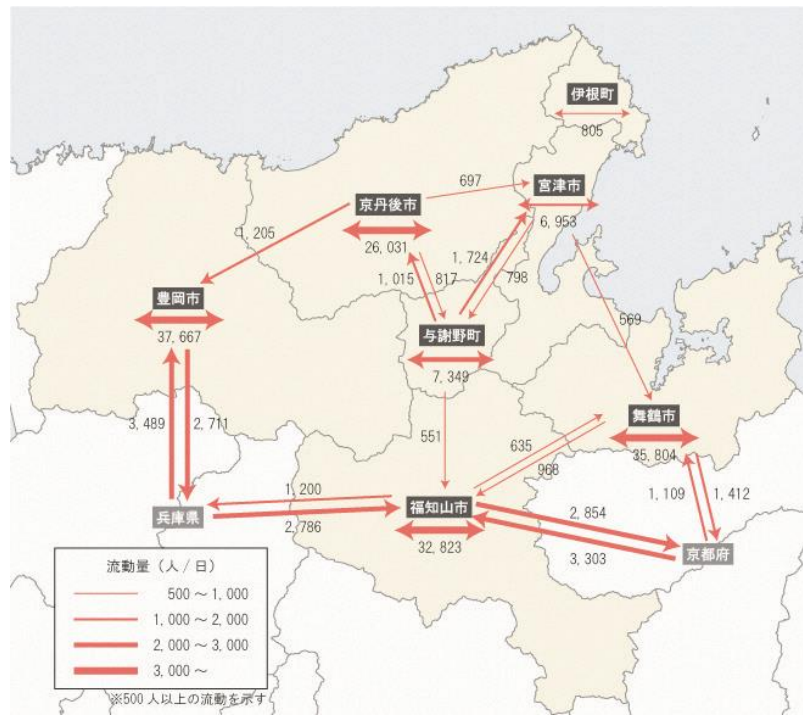 伊根町
805
697
宮津市
京丹後市
6,953
1,205
26,031
1,724
1,015
817
798
豊岡市
569
37,667
与謝野町
7,349
舞鶴市
3,489
2,711
551
635
35,804
968
1,109
1,412
1,200
兵庫県
福知山市
2,854
2,786
32,823
3,303
京都府
流動量(人/日)
500~1,000
1,000~2,000
2,000~3,000
3,000~
※500人以上の流動を示す